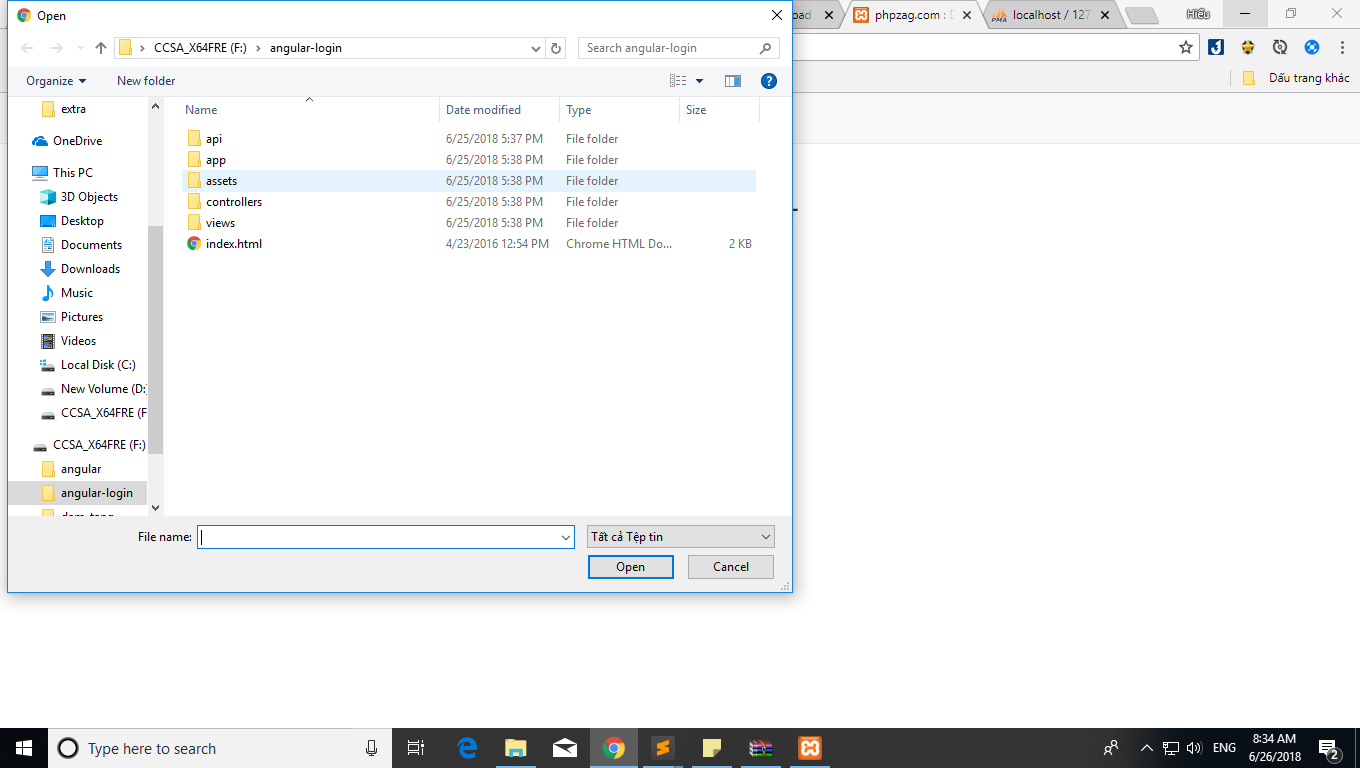 Open
oad
phpzag.com :
localhost / 127
Hiếu
CCSA_X64FRE (F:) › angular-login
Search angular-login
Organize
New folder
Dấu trang khác
Name Date modified Type Size
api 6/25/2018 5:37 PM File folder
app 6/25/2018 5:38 PM File folder
assets 6/25/2018 5:38 PM File folder
controllers 6/25/2018 5:38 PM File folder
views 6/25/2018 5:38 PM File folder
index.html 4/23/2016 12:54 PM Chrome HTML Do... 2 KB
extra
OneDrive
This PC
3D Objects
Desktop
Documents
Downloads
Music
Pictures
Videos
Local Disk (C:)
New Volume (D:
CCSA_X64FRE (F
CCSA_X64FRE (F:)
angular
angular-login
File name:
Tất cả Tệp tin
Open
Cancel
Type here to search
ENG
8:34 AM
6/26/2018
2